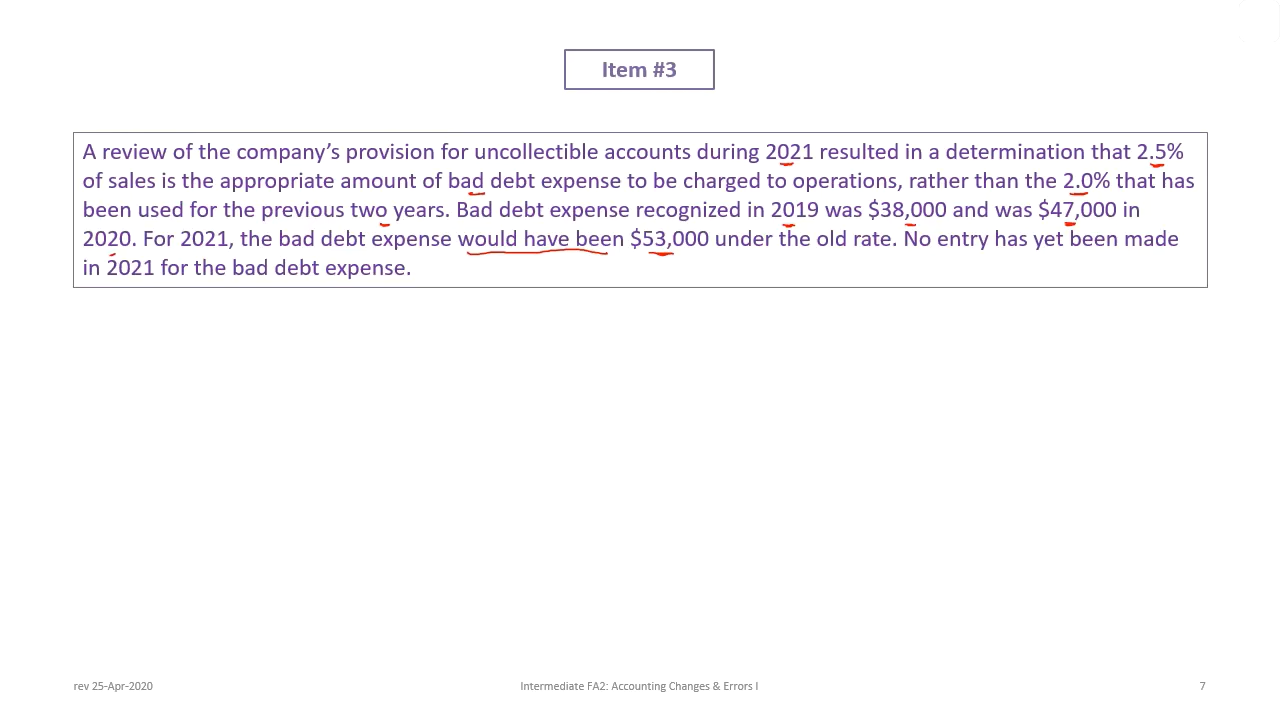 Item #3
A review of the company’s provision for uncollectible accounts during 2021 resulted in a determination that 2.5%
of sales is the appropriate amount of bad debt expense to be charged to operations, rather than the 2.0% that has
been used for the previous two years. Bad debt expense recognized in 2019 was $38,000 and was $47,000 in
2020. For 2021, the bad debt expense would have been $53,000 under the old rate. No entry has yet been made
in 2021 for the bad debt expense.
rev 25-Apr-2020
Intermediate FA2: Accounting Changes & Errors I
7